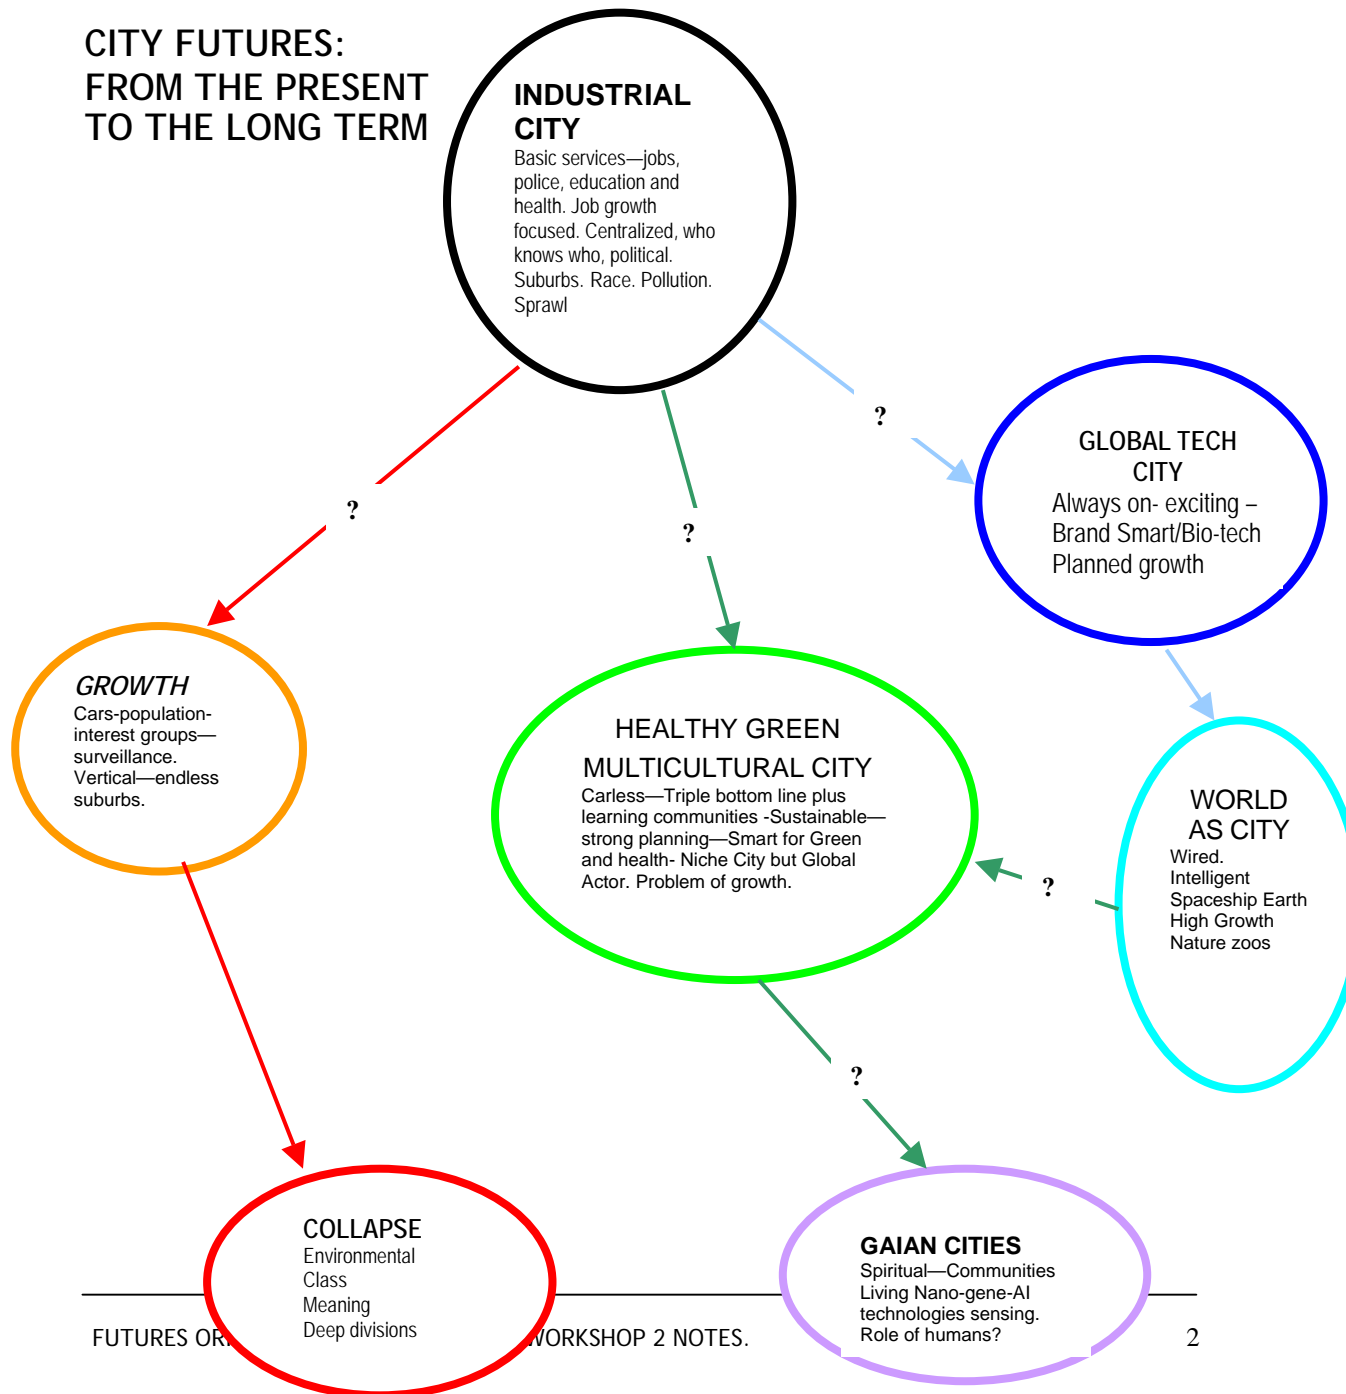 CITY FUTURES:
FROM THE PRESENT
TO THE LONG TERM
INDUSTRIAL
CITY
Basic services—jobs,
police, education and
health. Job growth
focused. Centralized, who
knows who, political.
Suburbs. Race. Pollution.
Sprawl
?
?
?
GLOBAL TECH
CITY
Always on- exciting –
Brand Smart/Bio-tech
Planned growth
GROWTH
Cars-population-
interest groups—
surveillance.
Vertical—endless
suburbs.
HEALTHY GREEN
MULTICULTURAL CITY
Carless—Triple bottom line plus
learning communities -Sustainable—
strong planning—Smart for Green
and health- Niche City but Global
Actor. Problem of growth.
?
WORLD
AS CITY
Wired.
Intelligent
Spaceship Earth
High Growth
Nature zoos
?
COLLAPSE
Environmental
Class
Meaning
Deep divisions
GAIAN CITIES
Spiritual—Communities
Living Nano-gene-AI
technologies sensing.
Role of humans?
FUTURES WORKSHOP 2 NOTES. 2